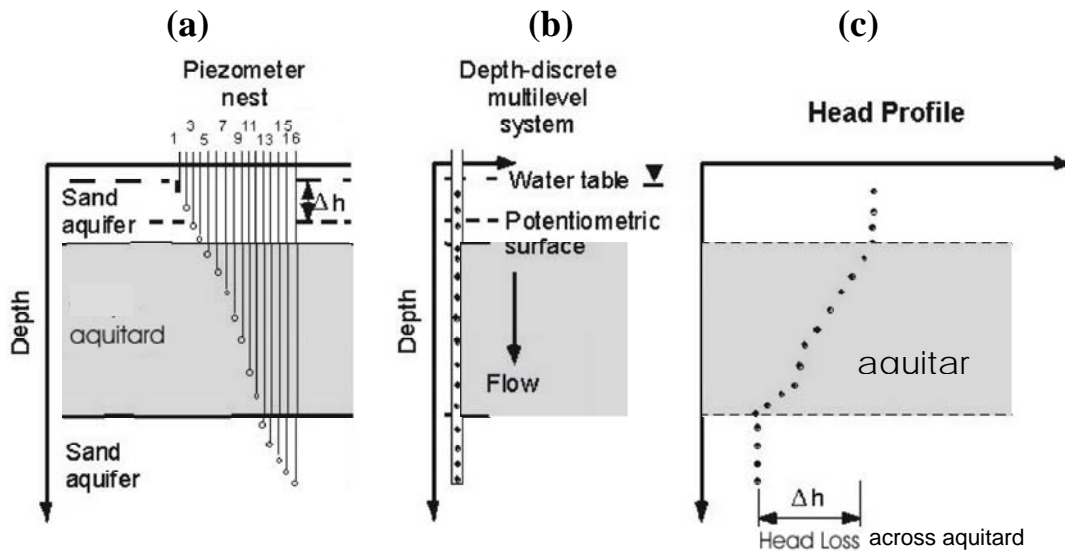 (a)
Piezometer
nest
1 3 5 7 9 11 13 15 16
Sand
aquifer
Δh
aquitard
Sand
aquifer
Depth
(b)
Depth-discrete
multilevel
system
Water table
Potentiometric
surface
Flow
Depth
(c)
Head Profile
aquitar
Δh
Head Loss across aquitard